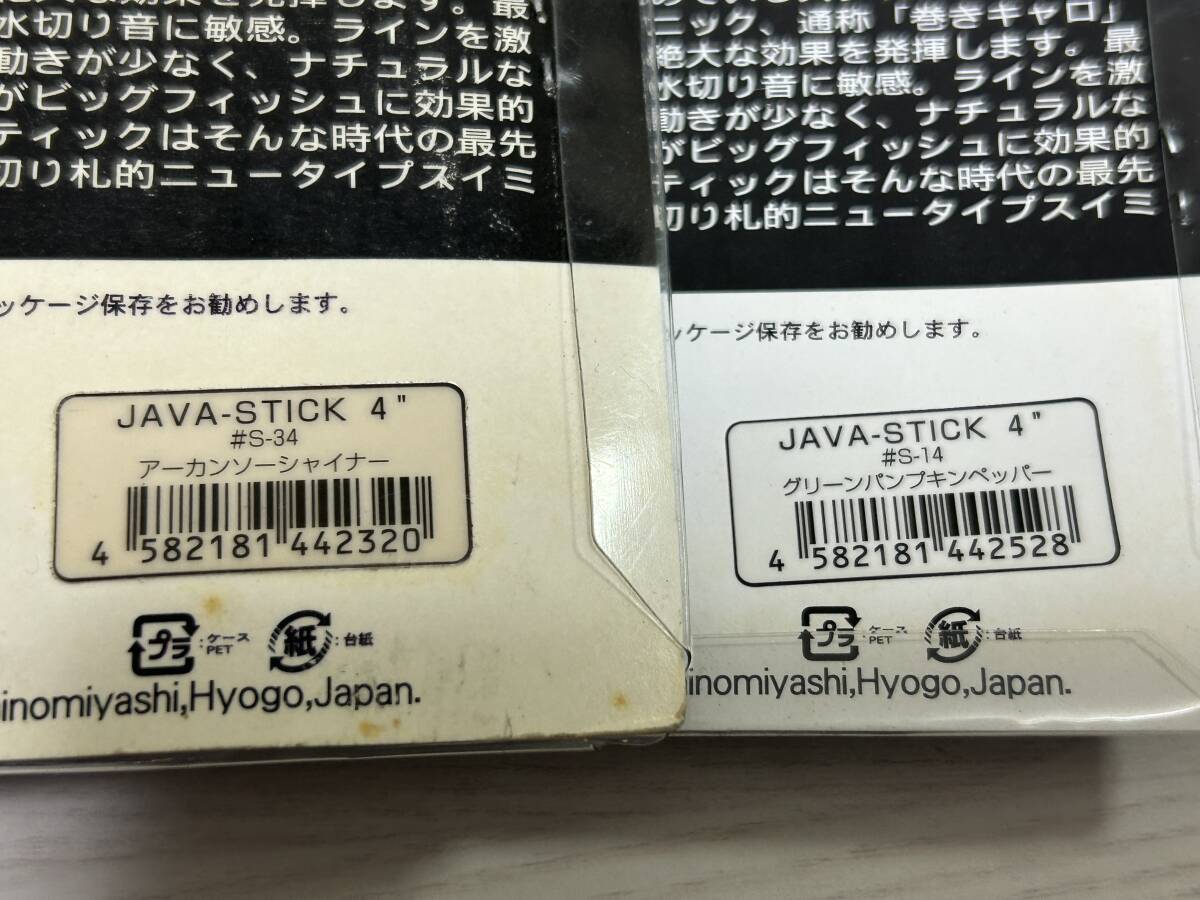 水切り音に敏感。ラインを激
動きが少なく、ナチュラルな
がビッグフィッシュに効果的
ティックはそんな時代の最先
切り札的ニュータイプスイミ
ッケージ保存をお勧めします。
JAVA-STICK 4"
#S-34
アーカンソーシャイナー
4 582181 442320
プラ :ケース PET 紙 :台紙
inomiyashi,Hyogo,Japan.
ニック、通称「巻きキャロ」
絶大な効果を発揮します。最
水切り音に敏感。ラインを激
動きが少なく、ナチュラルな
がビッグフィッシュに効果的
ティックはそんな時代の最先
切り札的ニュータイプスイミ
ッケージ保存をお勧めします。
JAVA-STICK 4"
#S-14
グリーンパンプキンペッパー
4 582181 442528
プラ :ケース PET 紙 :台紙
inomiyashi,Hyogo,Japan.